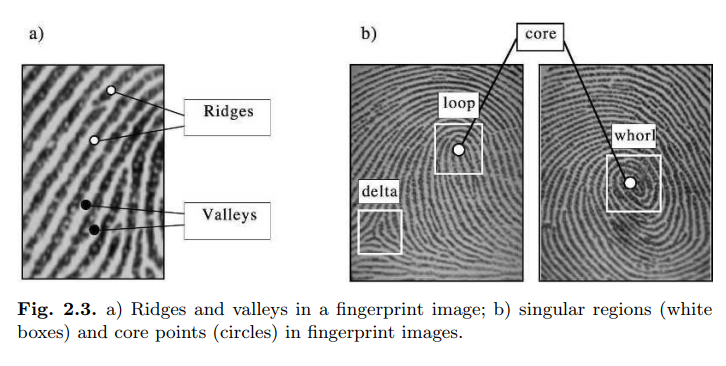 a)
Ridges
Valleys
b)
core
loop
whorl
delta
Fig. 2.3. a) Ridges and valleys in a fingerprint image; b) singular regions (white
boxes) and core points (circles) in fingerprint images.